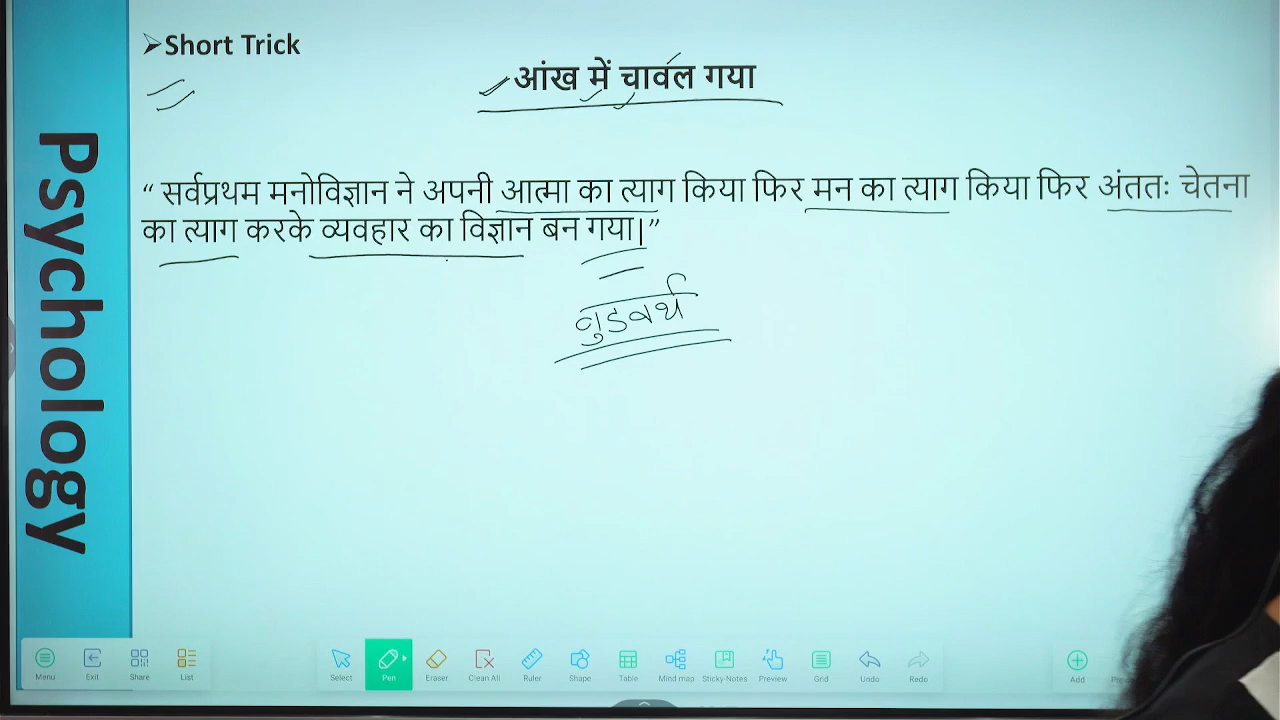 Psychology
➢Short Trick
आंख में चावल गया
“ सर्वप्रथम मनोविज्ञान ने अपनी आत्मा का त्याग किया फिर मन का त्याग किया फिर अंततः चेतना
का त्याग करके व्यवहार का विज्ञान बन गया।”
वुडवर्थ
Menu Exit Share List Select Pen Eraser Clean All Ruler Shape Table Mind map Sticky-Notes Preview Grid Undo Redo Add